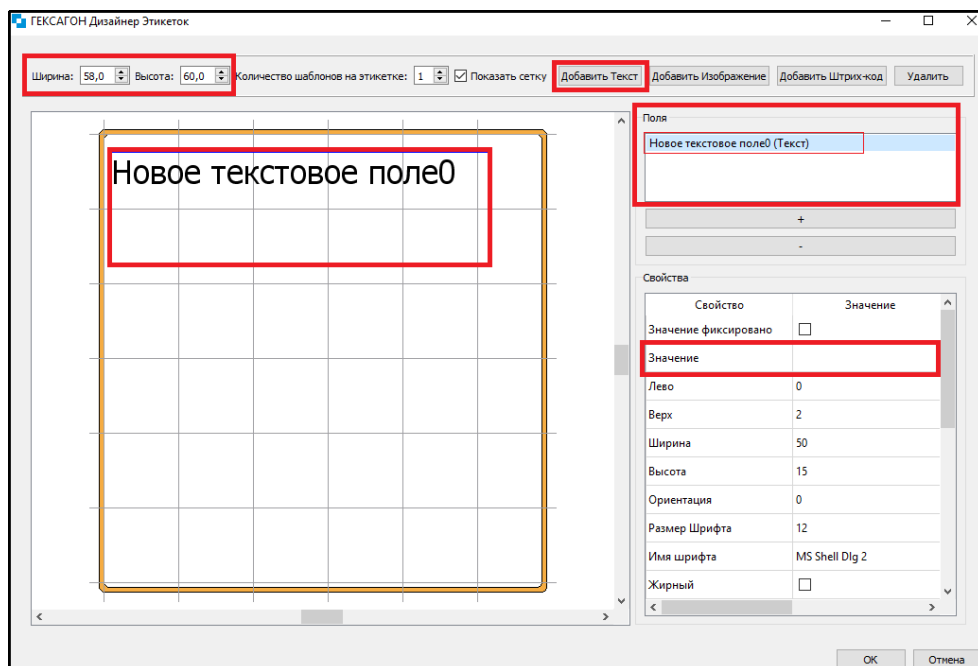 ГЕКСАГОН Дизайнер Этикеток
Ширина: 58,0 Высота: 60,0 Количество шаблонов на этикетке: 1 Показать сетку Добавить Текст Добавить Изображение Добавить Штрих-код Удалить
Новое текстовое поле0
Поля
Новое текстовое поле0 (Текст)
+
-
Свойства
Свойство Значение
Значение фиксировано
Значение
Лево 0
Верх 2
Ширина 50
Высота 15
Ориентация 0
Размер Шрифта 12
Имя шрифта MS Shell Dlg 2
Жирный
OK Отмена